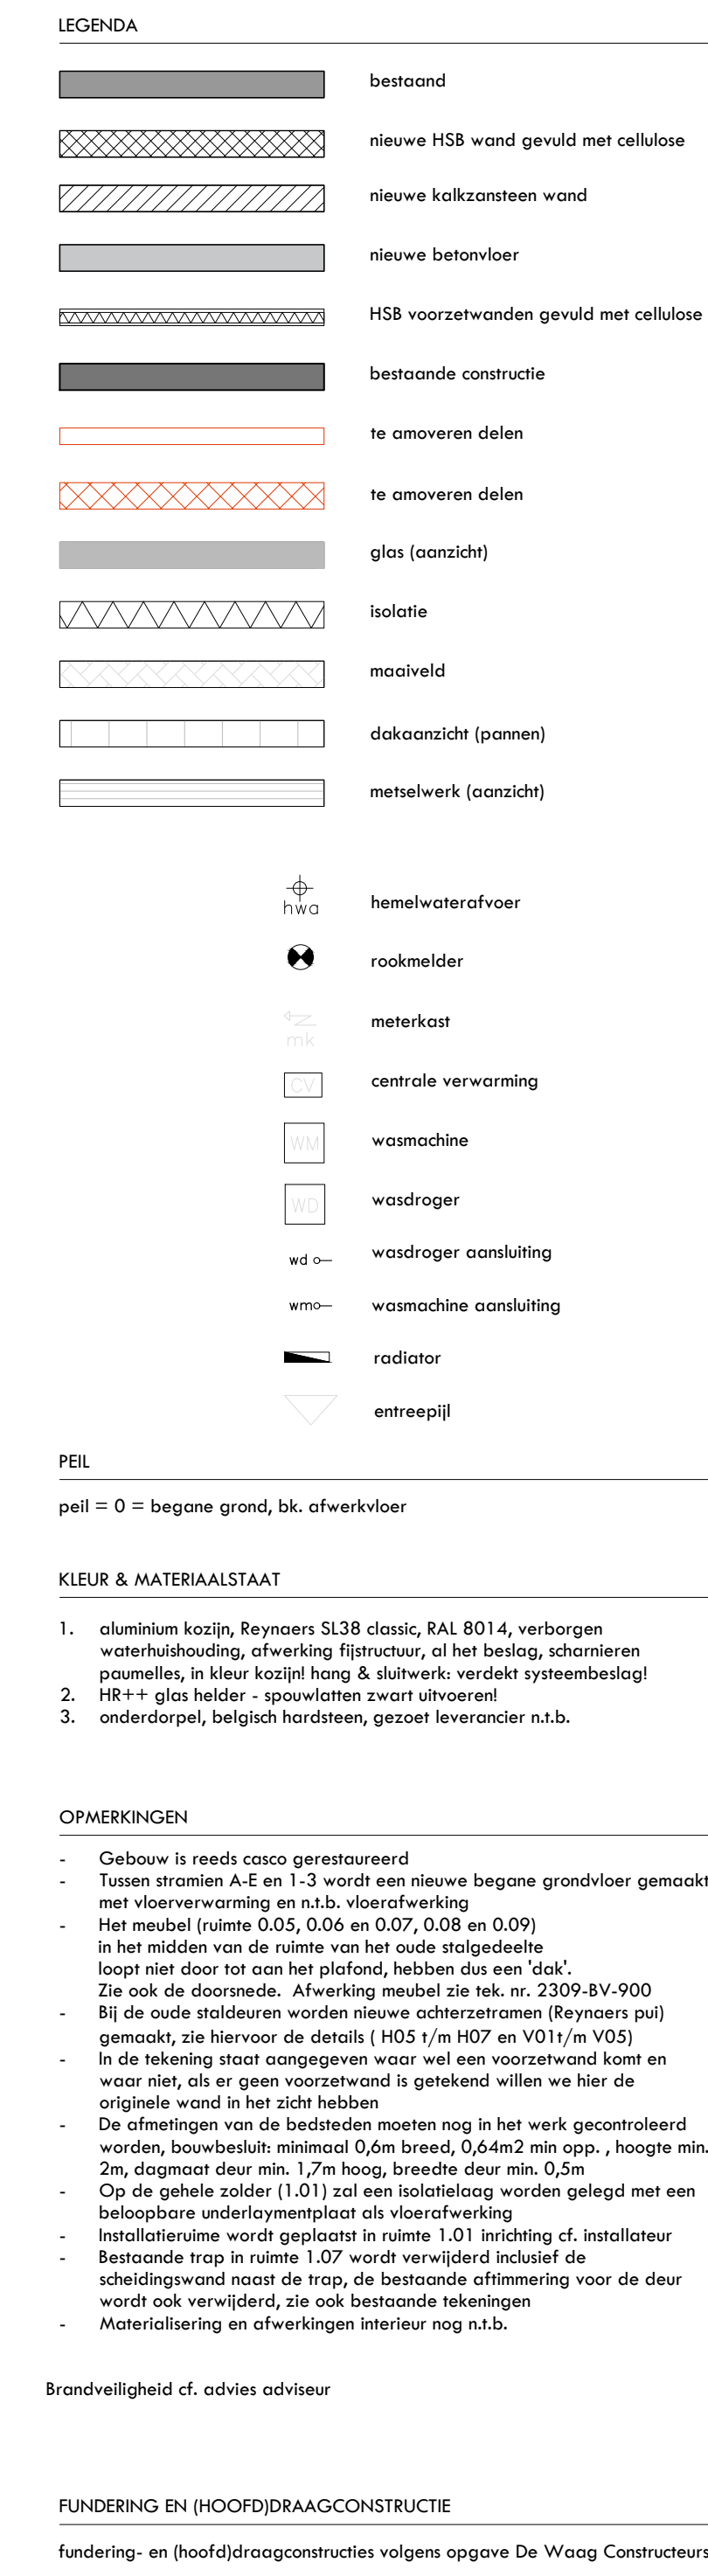 LEGENDA
bestaand
nieuwe HSB wand gevuld met cellulose
nieuwe kalkzansteen wand
nieuwe betonvloer
HSB voorzetwanden gevuld met cellulose
bestaande constructie
te amoveren delen
te amoveren delen
glas (aanzicht)
isolatie
maaiveld
dakaanzicht (pannen)
metselwerk (aanzicht)
hwa hemelwaterafvoer
rookmelder
mk meterkast
CV centrale verwarming
WM wasmachine
WD wasdroger
wd wasdroger aansluiting
wm wasmachine aansluiting
radiator
entreepijl
PEIL
peil = 0 = begane grond, bk. afwerkvloer
KLEUR & MATERIAALSTAAT
1. aluminium kozijn, Reynaers SL38 classic, RAL 8014, verborgen
waterhuishouding, afwerking fijstructuur, al het beslag, scharnieren
paumelles, in kleur kozijn! hang & sluitwerk: verdekt systeembeslag!
2. HR++ glas helder - spouwlatten zwart uitvoeren!
3. onderdorpel, belgisch hardsteen, gezoet leverancier n.t.b.
OPMERKINGEN
- Gebouw is reeds casco gerestaureerd
- Tussen stramien A-E en 1-3 wordt een nieuwe begane grondvloer gemaakt
met vloerverwarming en n.t.b. vloerafwerking
- Het meubel (ruimte 0.05, 0.06 en 0.07, 0.08 en 0.09)
in het midden van de ruimte van het oude stalgedeelte
loopt niet door tot aan het plafond, hebben dus een 'dak'.
Zie ook de doorsnede. Afwerking meubel zie tek. nr. 2309-BV-900
- Bij de oude staldeuren worden nieuwe achterzetramen (Reynaers pui)
gemaakt, zie hiervoor de details ( H05 t/m H07 en V01t/m V05)
- In de tekening staat aangegeven waar wel een voorzetwand komt en
waar niet, als er geen voorzetwand is getekend willen we hier de
originele wand in het zicht hebben
- De afmetingen van de bedsteden moeten nog in het werk gecontroleerd
worden, bouwbesluit: minimaal 0,6m breed, 0,64m2 min opp. , hoogte min.
2m, dagmaat deur min. 1,7m hoog, breedte deur min. 0,5m
- Op de gehele zolder (1.01) zal een isolatielaag worden gelegd met een
beloopbare underlaymentplaat als vloerafwerking
- Installatieruime wordt geplaatst in ruimte 1.01 inrichting cf. installateur
- Bestaande trap in ruimte 1.07 wordt verwijderd inclusief de
scheidingswand naast de trap, de bestaande aftimmering voor de deur
wordt ook verwijderd, zie ook bestaande tekeningen
- Materialisering en afwerkingen interieur nog n.t.b.
Brandveiligheid cf. advies adviseur
FUNDERING EN (HOOFD)DRAAGCONSTRUCTIE
fundering- en (hoofd)draagconstructies volgens opgave De Waag Constructeurs